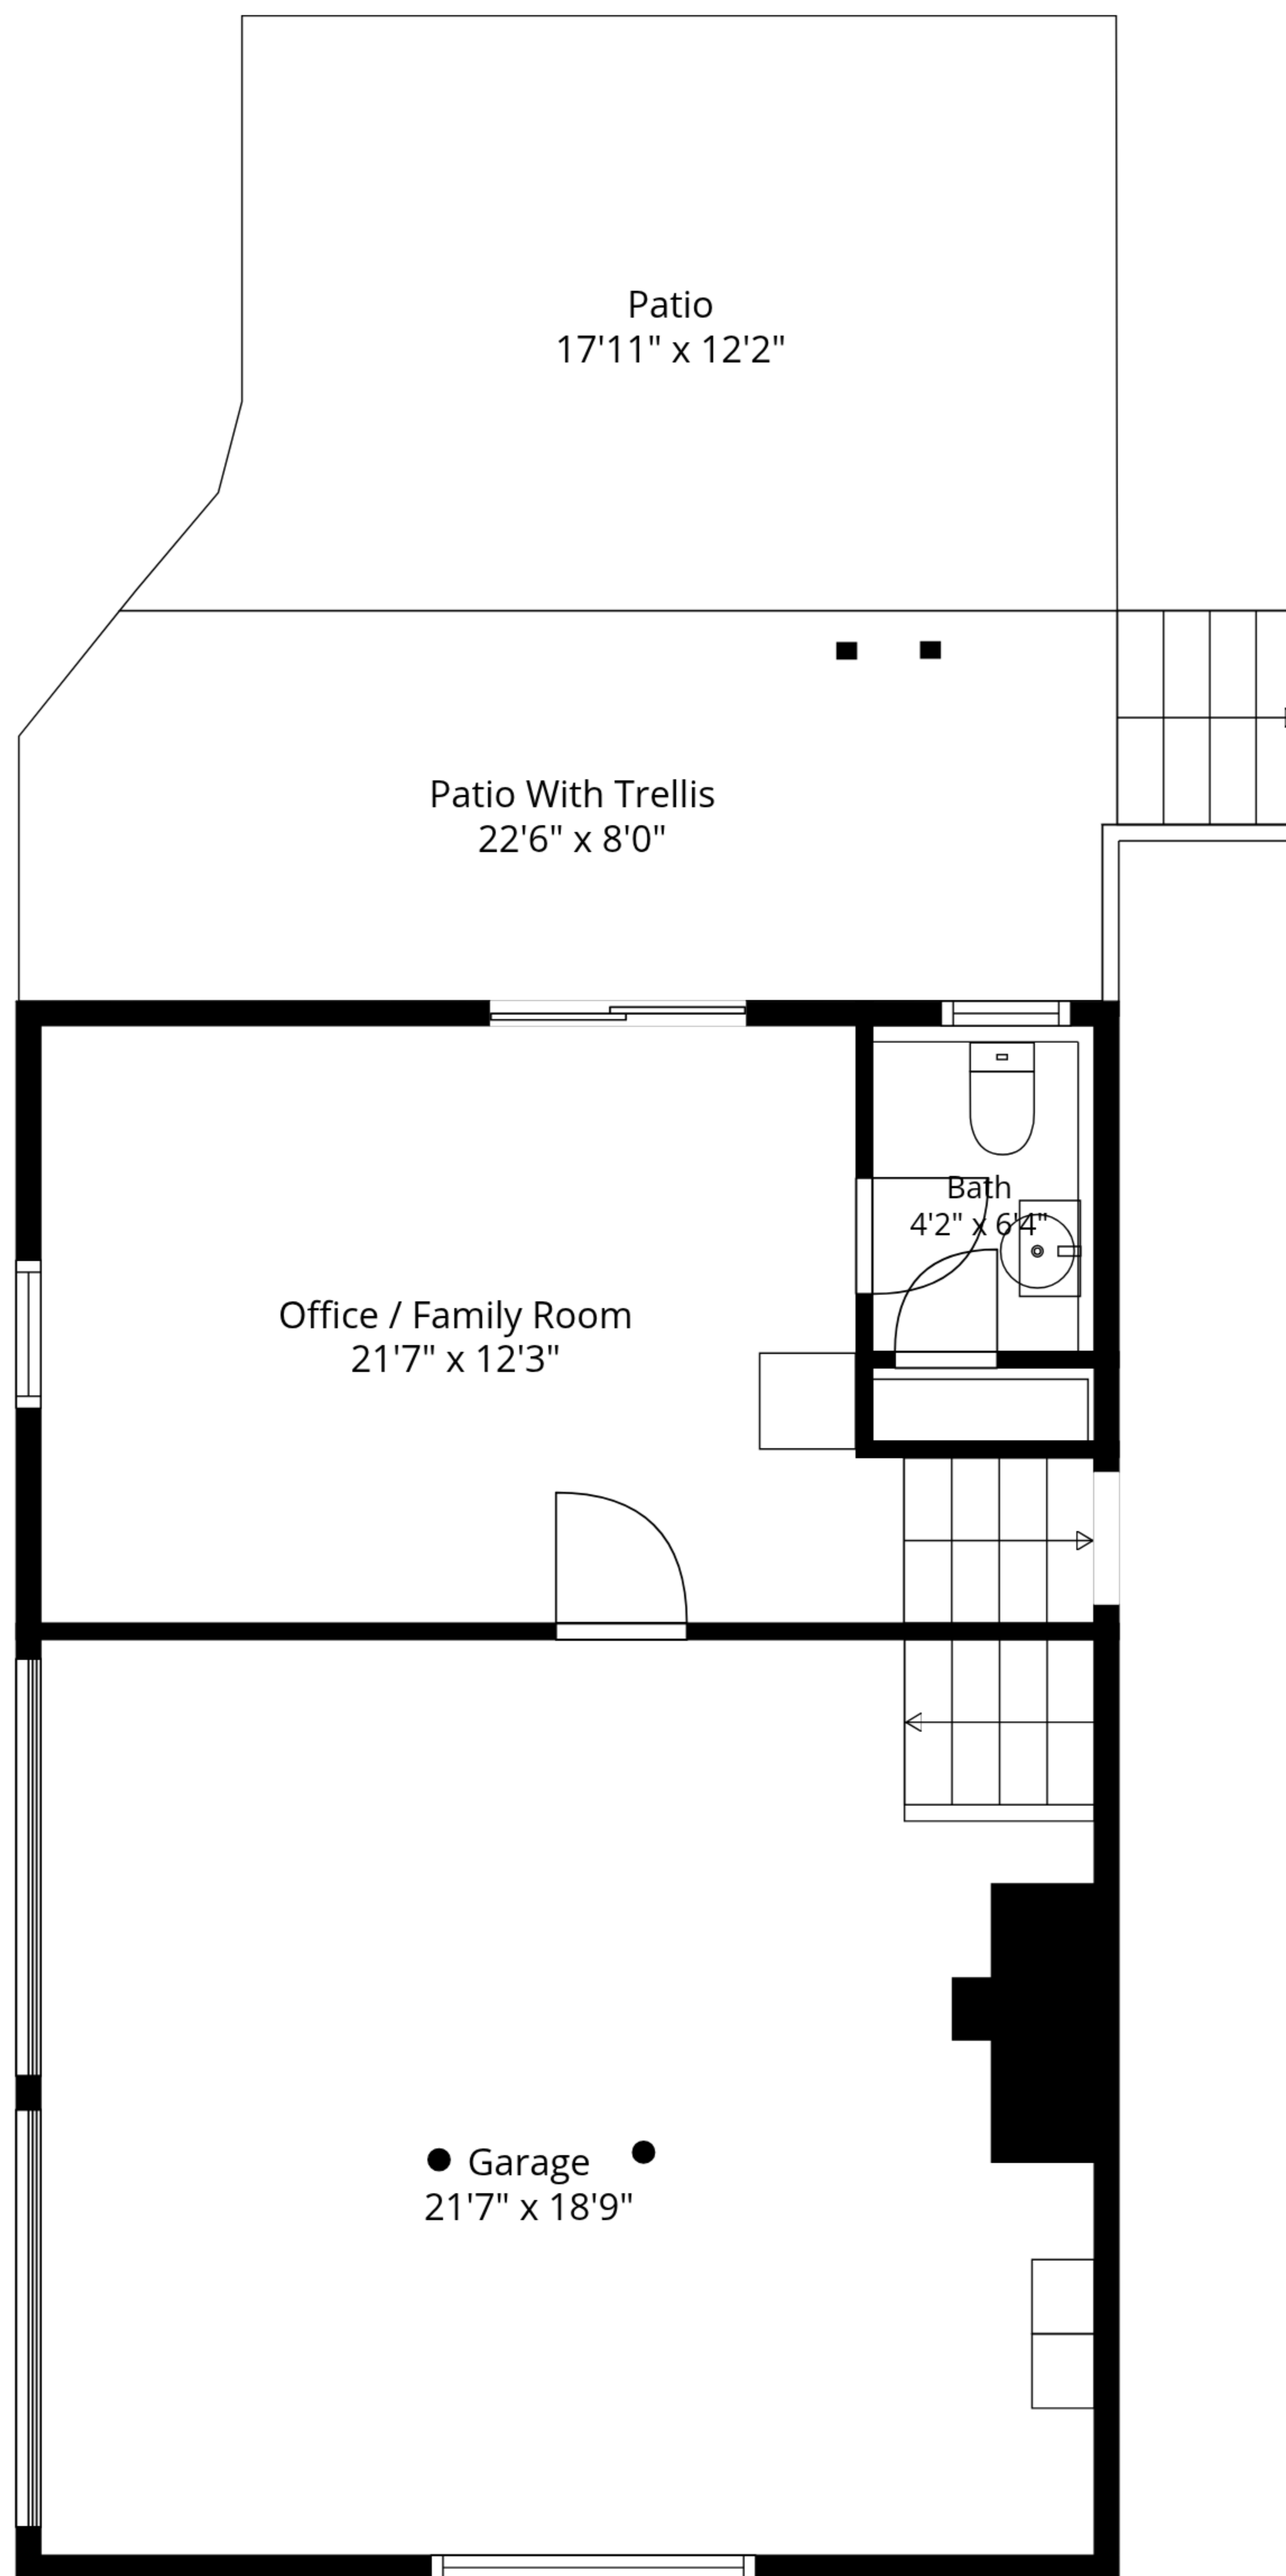 Patio
17'11" x 12'2"
Patio With Trellis
22'6" x 8'0"
Bath
4'2" x 6'4"
Office / Family Room
21'7" x 12'3"
Garage
21'7" x 18'9"